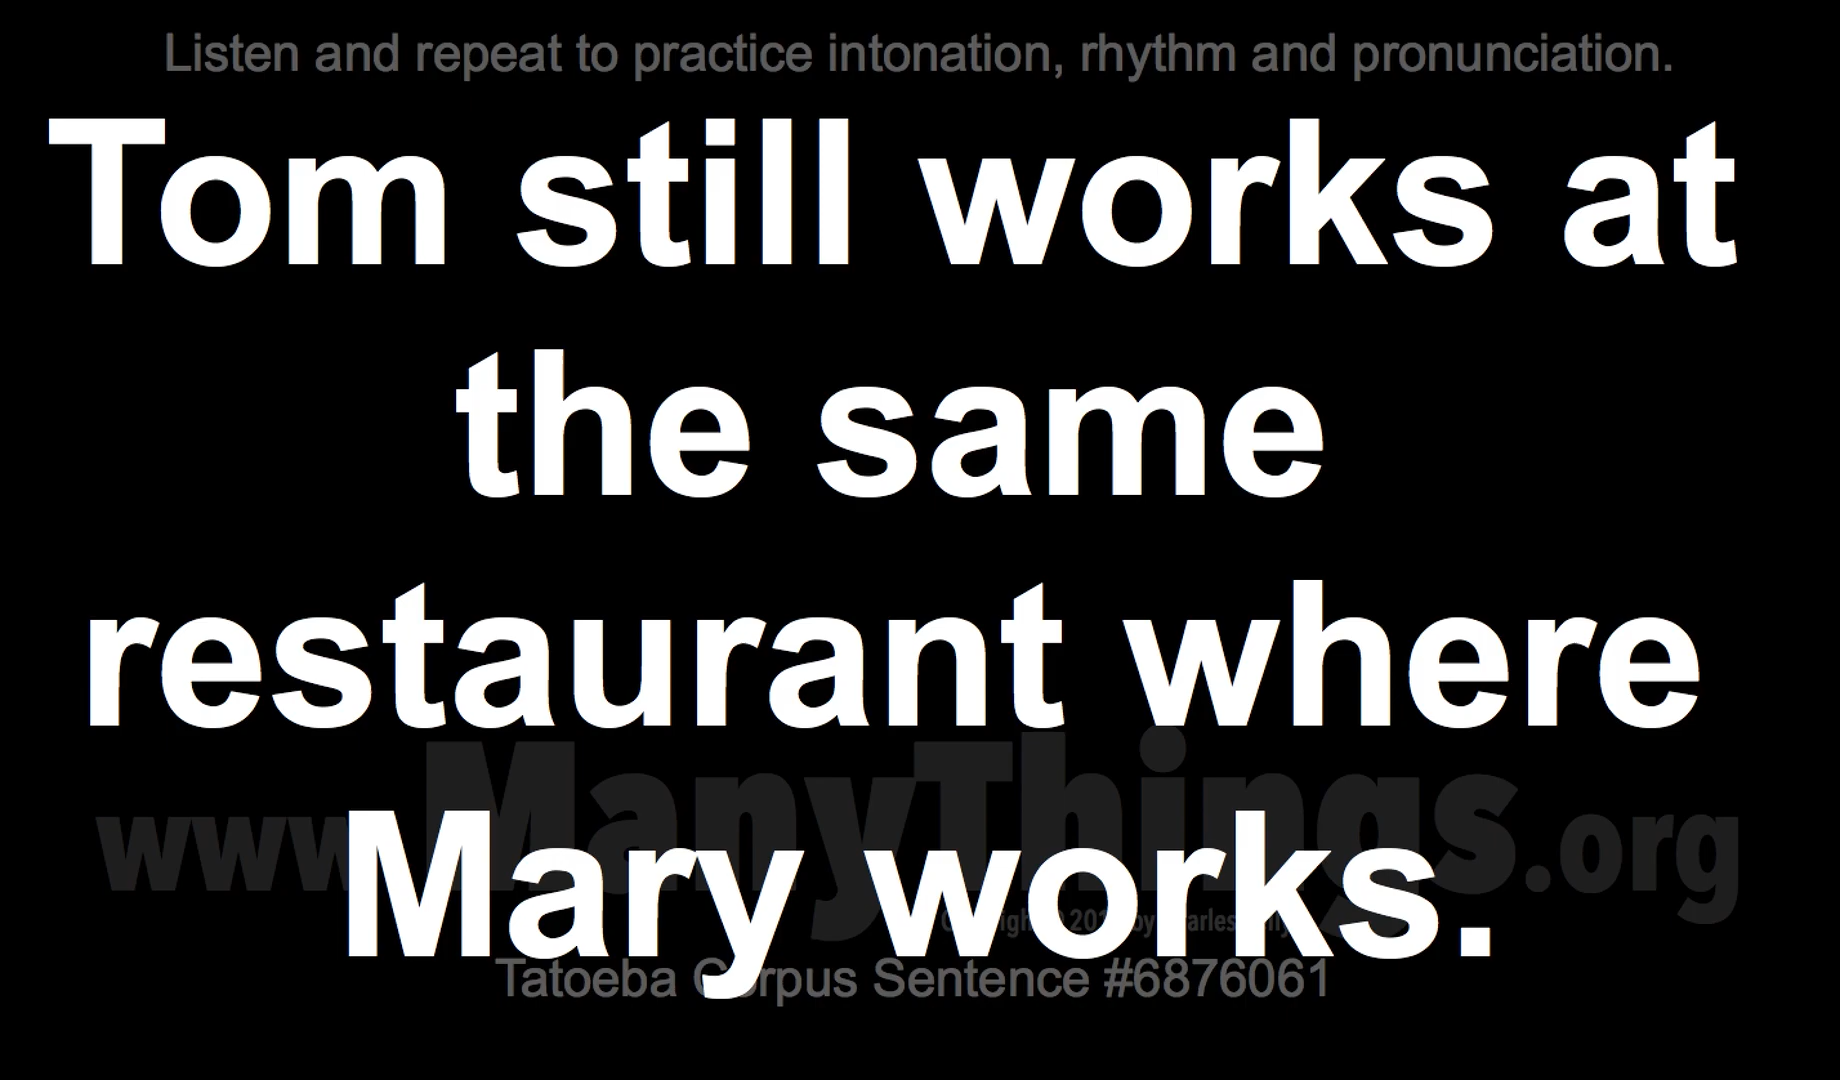 Listen and repeat to practice intonation, rhythm and pronunciation.
Tom still works at
the same
restaurant where
Mary works.
www.ManyThings.org
Tatoeba Corpus Sentence #6876061